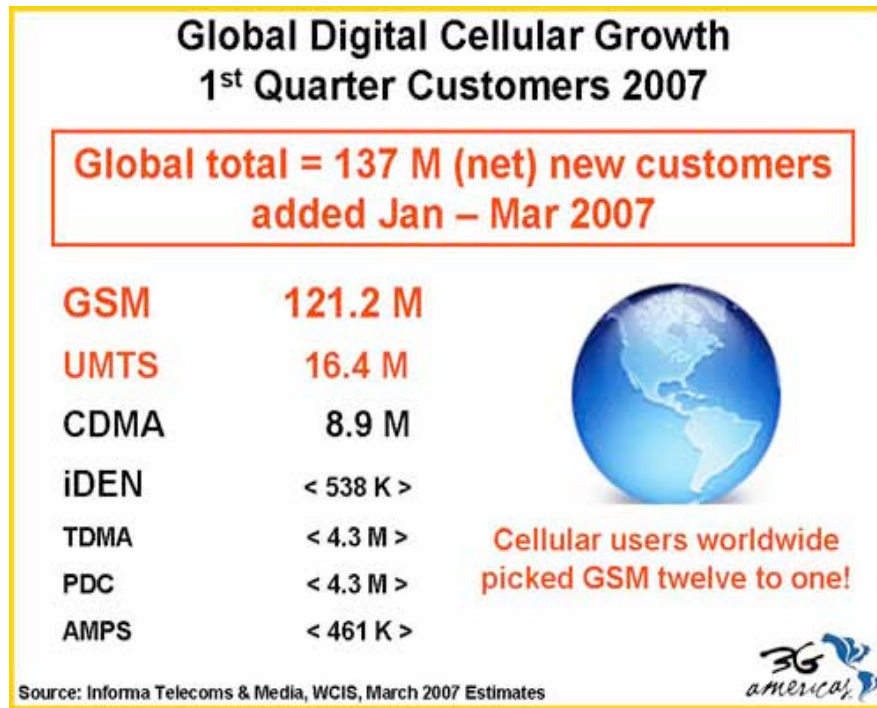 Global Digital Cellular Growth
1st Quarter Customers 2007
Global total = 137 M (net) new customers
added Jan – Mar 2007
GSM 121.2 M
UMTS 16.4 M
CDMA 8.9 M
iDEN < 538 K >
TDMA < 4.3 M >
PDC < 4.3 M >
AMPS < 461 K >
Cellular users worldwide
picked GSM twelve to one!
3G
americas
Source: Informa Telecoms & Media, WCIS, March 2007 Estimates